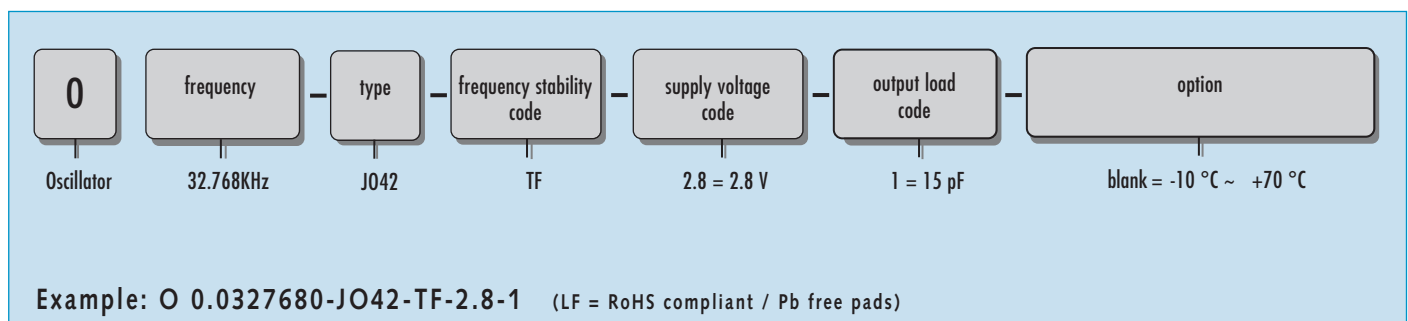 O
frequency
type
frequency stability
code
supply voltage
code
output load
code
option
Oscillator
32.768KHz
JO42
TF
2.8 = 2.8 V
1 = 15 pF
blank = -10 °C ~ +70 °C
Example: O 0.0327680-JO42-TF-2.8-1 (LF = RoHS compliant / Pb free pads)